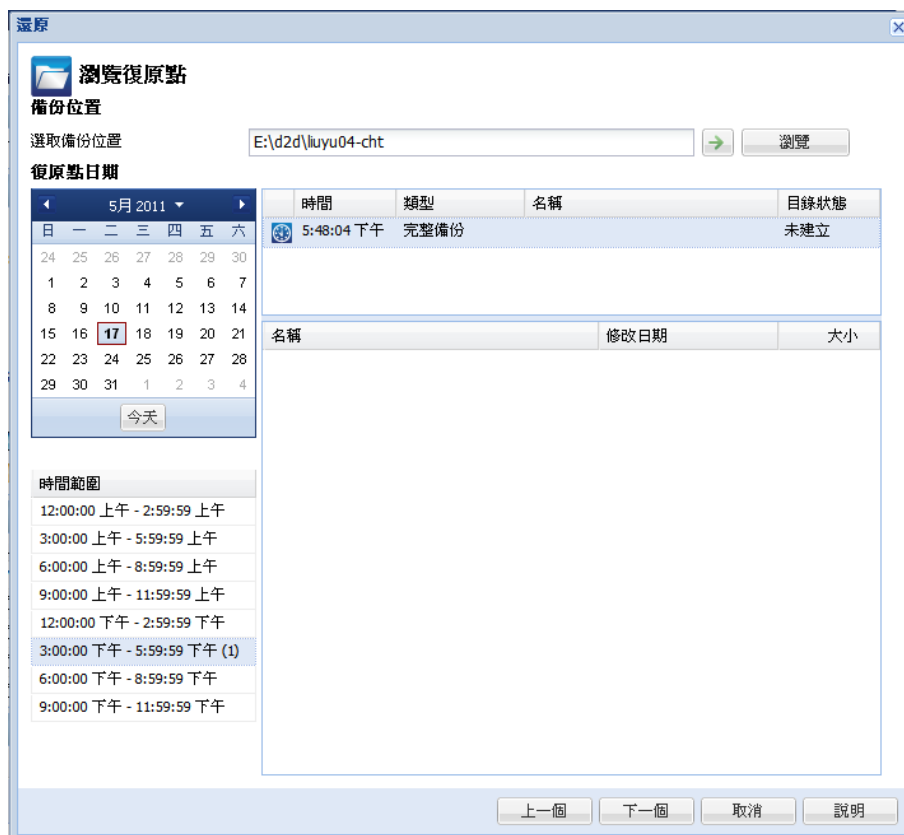 還原
瀏覽復原點
備份位置
選取備份位置 E:\d2d\liuyu04-cht 瀏覽
復原點日期
5月 2011
日 一 二 三 四 五 六
24 25 26 27 28 29 30
1 2 3 4 5 6 7
8 9 10 11 12 13 14
15 16 17 18 19 20 21
22 23 24 25 26 27 28
29 30 31 1 2 3 4
今天
時間範圍
12:00:00 上午 - 2:59:59 上午
3:00:00 上午 - 5:59:59 上午
6:00:00 上午 - 8:59:59 上午
9:00:00 上午 - 11:59:59 上午
12:00:00 下午 - 2:59:59 下午
3:00:00 下午 - 5:59:59 下午 (1)
6:00:00 下午 - 8:59:59 下午
9:00:00 下午 - 11:59:59 下午
時間 類型 名稱 目錄狀態
5:48:04 下午 完整備份 未建立
名稱 修改日期 大小
上一個 下一個 取消 說明